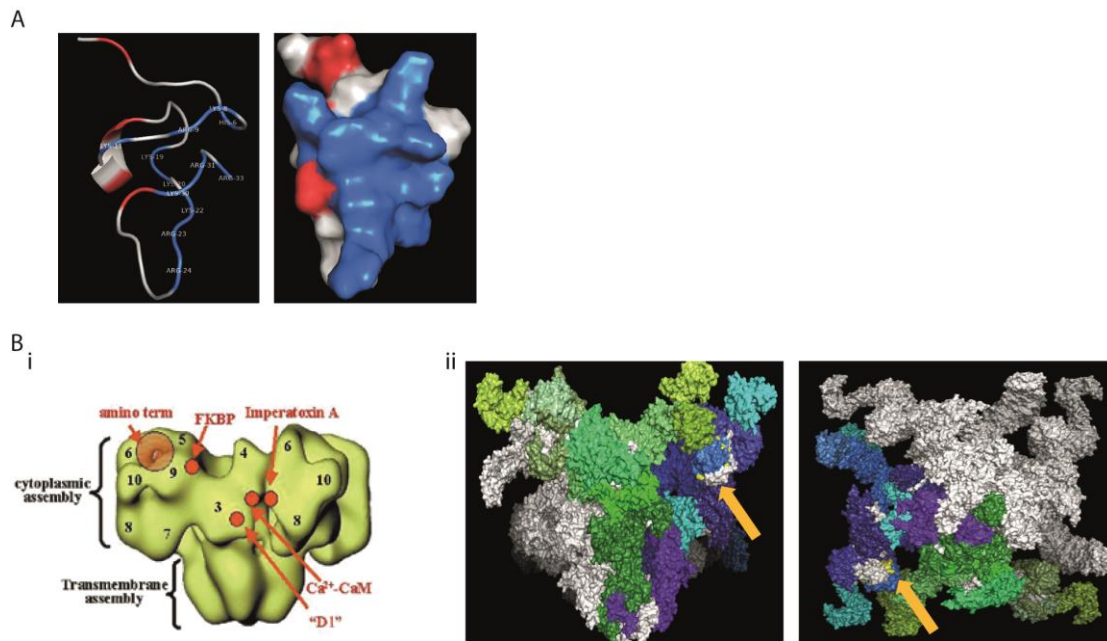 A
LYS-8
HIS-6
ARG-9
LYS-19
ARG-31
ARG-33
LYS-30
LYS-22
ARG-23
ARG-24
B
i
ii
amino term
FKBP
Imperatoxin A
6
5
4
6
10
9
10
cytoplasmic
assembly
3
8
7
8
Transmembrane
assembly
Ca²⁺-CaM
“D1”